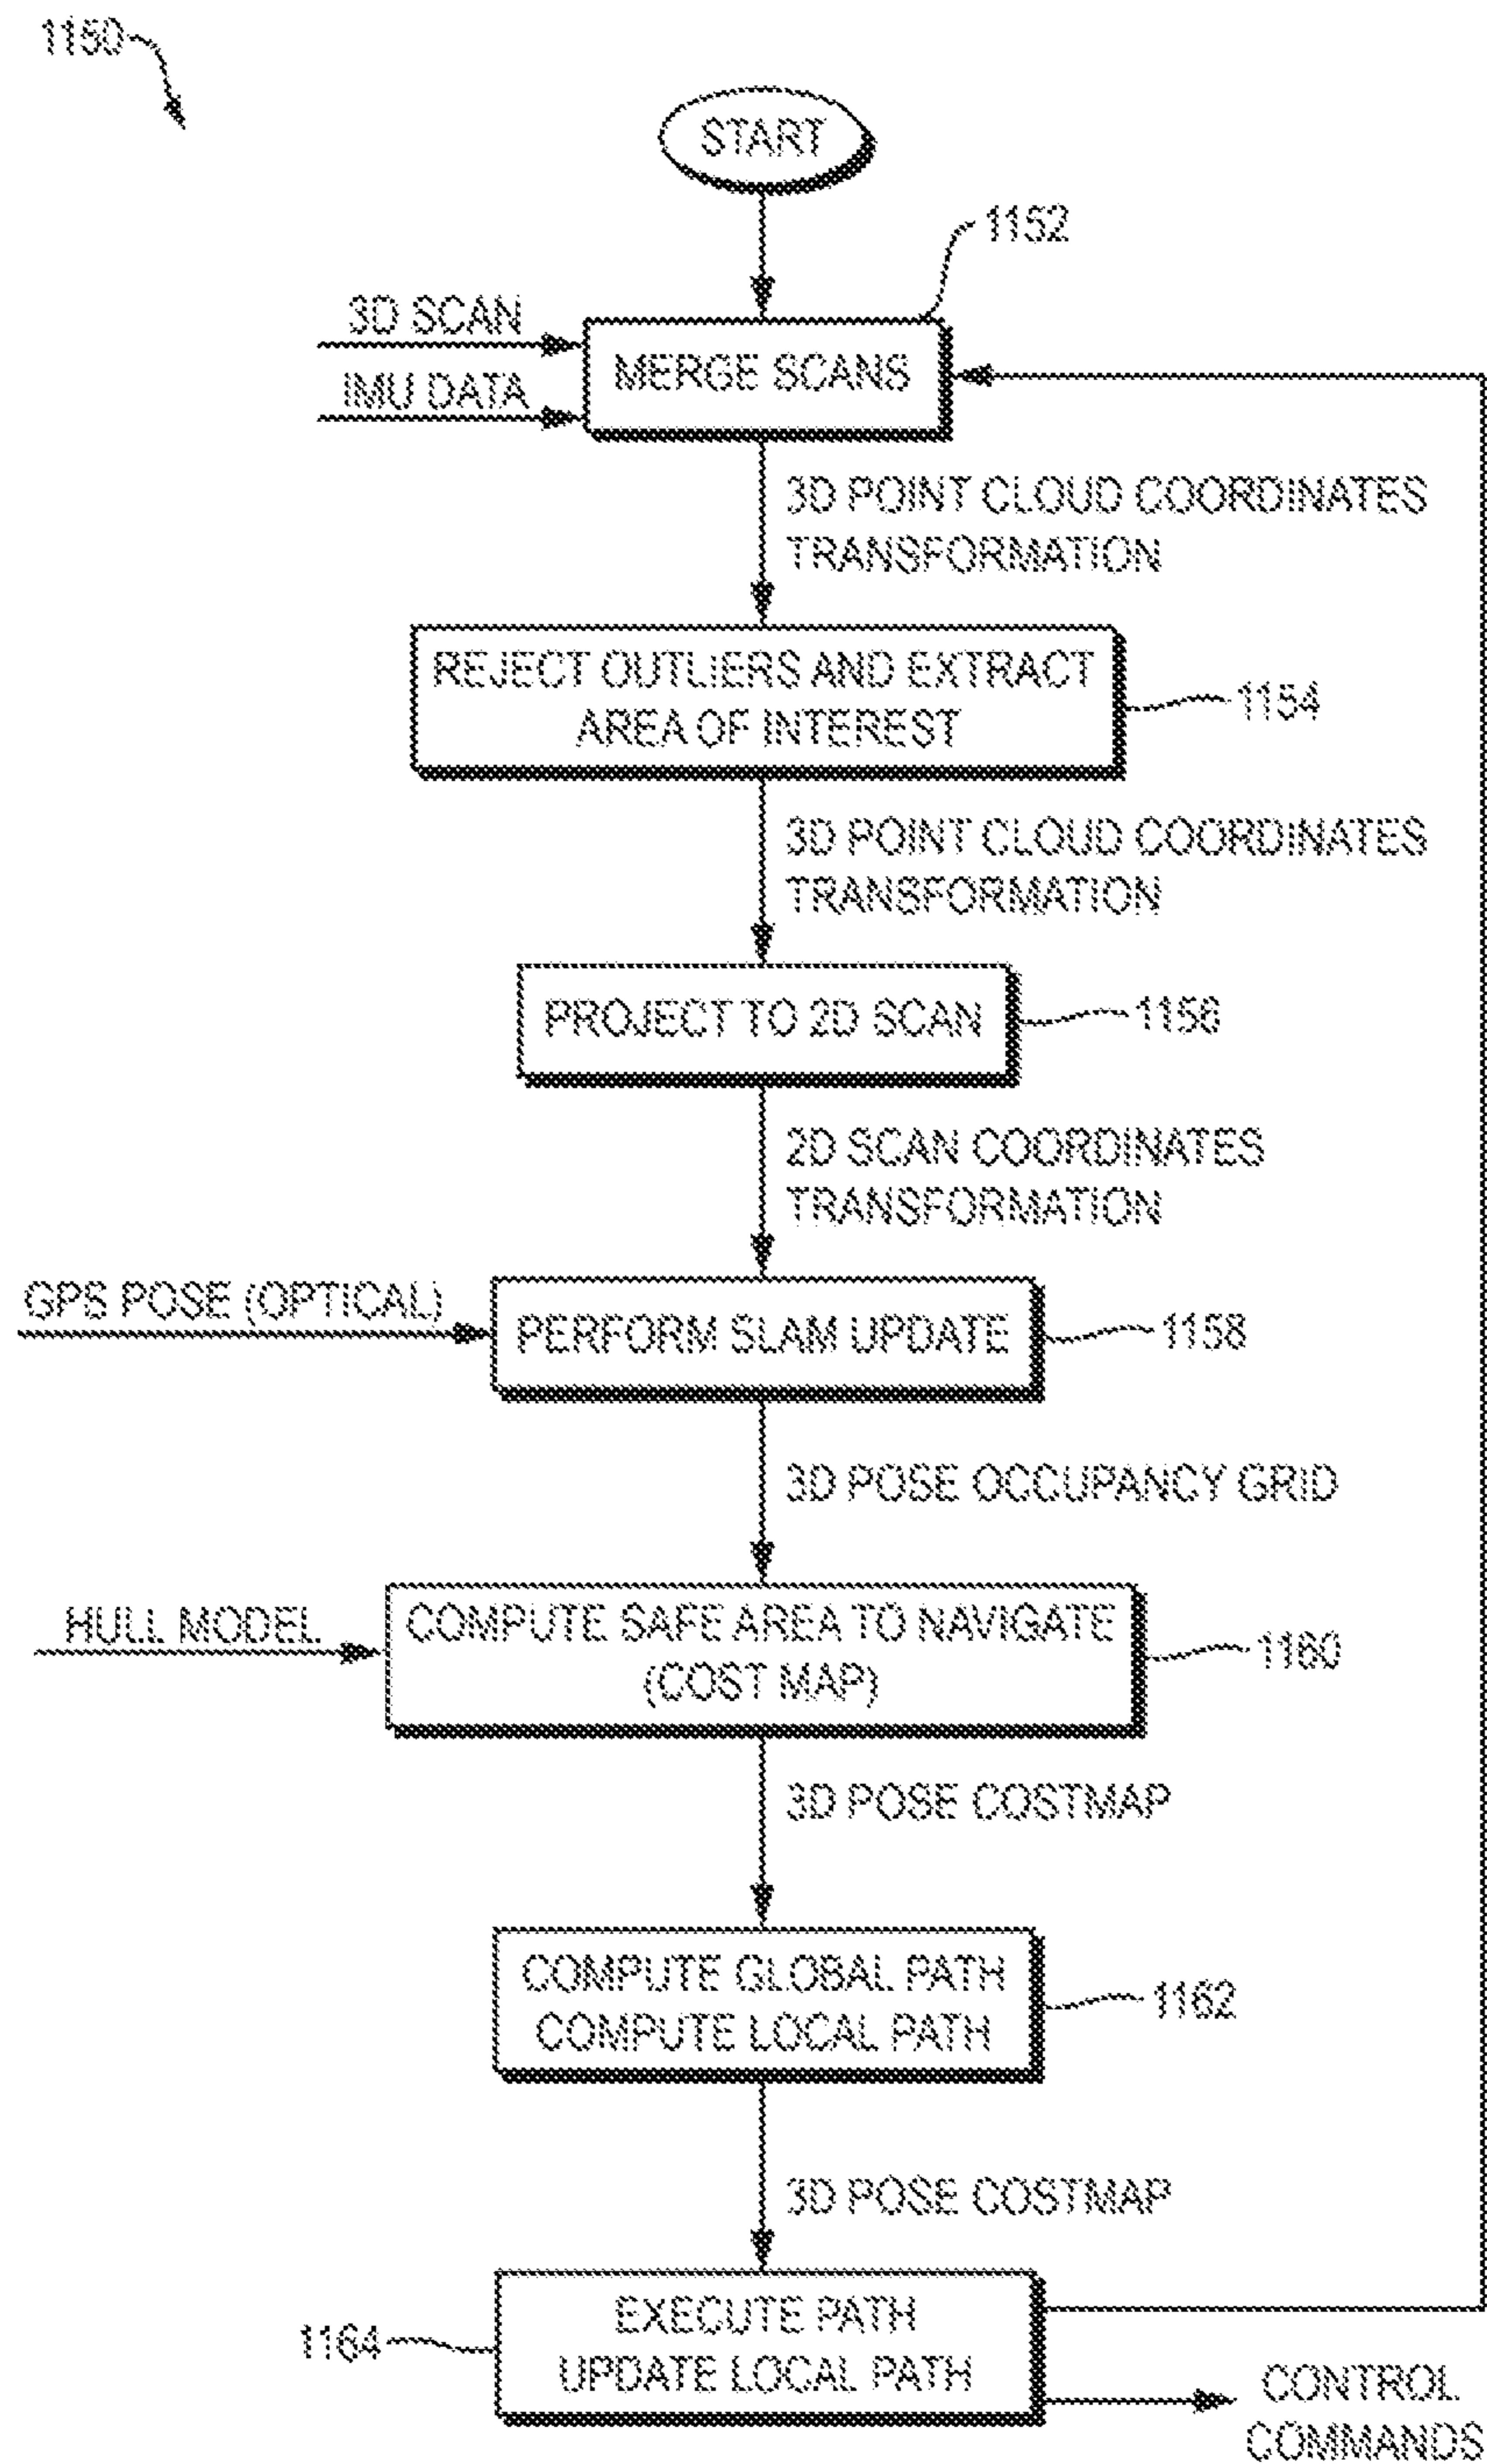 1150
START
1152
3D SCAN
IMU DATA
MERGE SCANS
3D POINT CLOUD COORDINATES
TRANSFORMATION
REJECT OUTLIERS AND EXTRACT
AREA OF INTEREST
1154
3D POINT CLOUD COORDINATES
TRANSFORMATION
PROJECT TO 2D SCAN
1156
2D SCAN COORDINATES
TRANSFORMATION
GPS POSE (OPTICAL)
PERFORM SLAM UPDATE
1158
3D POSE OCCUPANCY GRID
HULL MODEL
COMPUTE SAFE AREA TO NAVIGATE
(COST MAP)
1160
3D POSE COSTMAP
COMPUTE GLOBAL PATH
COMPUTE LOCAL PATH
1162
3D POSE COSTMAP
1164
EXECUTE PATH
UPDATE LOCAL PATH
CONTROL
COMMANDS